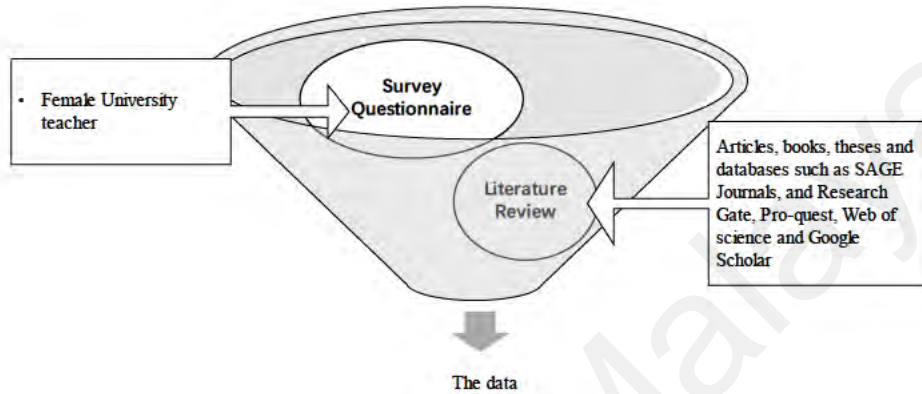 • Female University
teacher
Survey
Questionnaire
Literature
Review
Articles, books, theses and
databases such as SAGE
Journals, and Research
Gate, Pro-quest, Web of
science and Google
Scholar
The data
Malaya